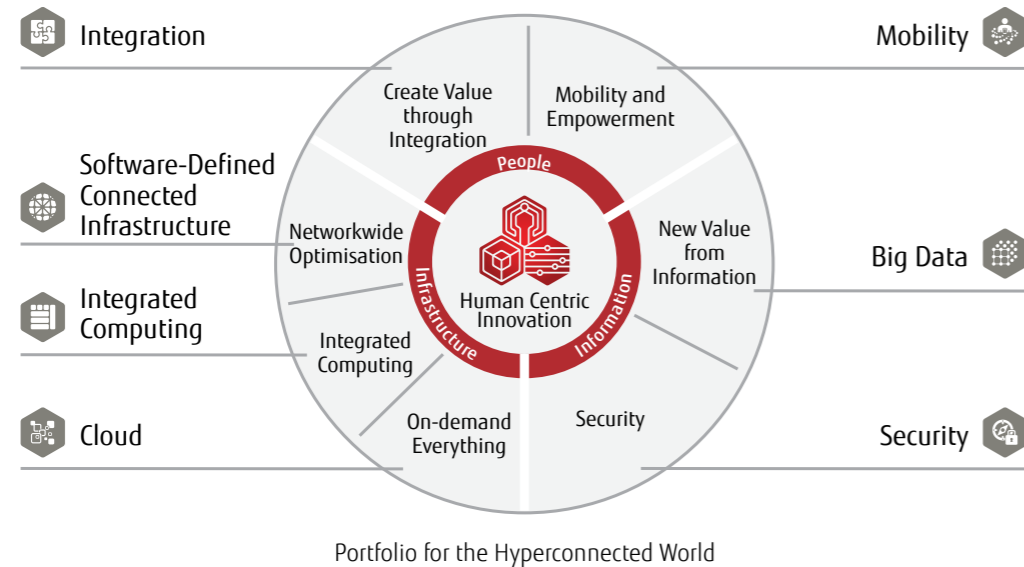 Integration
Mobility
Create Value
through
Integration
Mobility and
Empowerment
People
Software-Defined
Connected
Infrastructure
Networkwide
Optimisation
New Value
from
Information
Big Data
Infrastructure
Human Centric
Innovation
Information
Integrated
Computing
Integrated
Computing
Cloud
On-demand
Everything
Security
Security
Portfolio for the Hyperconnected World